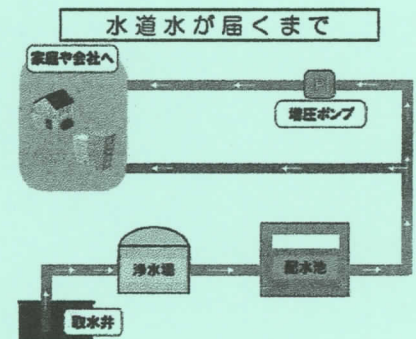 水道水が届くまで
家庭や会社へ
増圧ポンプ
浄水場
配水池
取水井